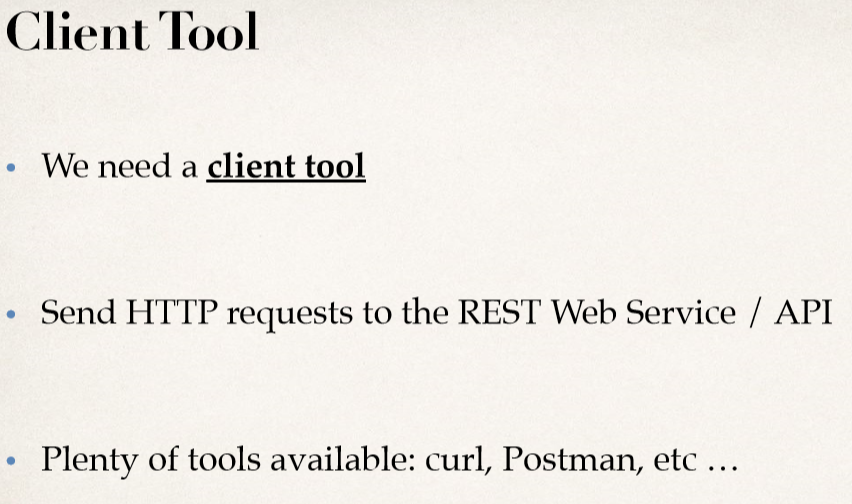 Client Tool
• We need a client tool
• Send HTTP requests to the REST Web Service / API
• Plenty of tools available: curl, Postman, etc ...